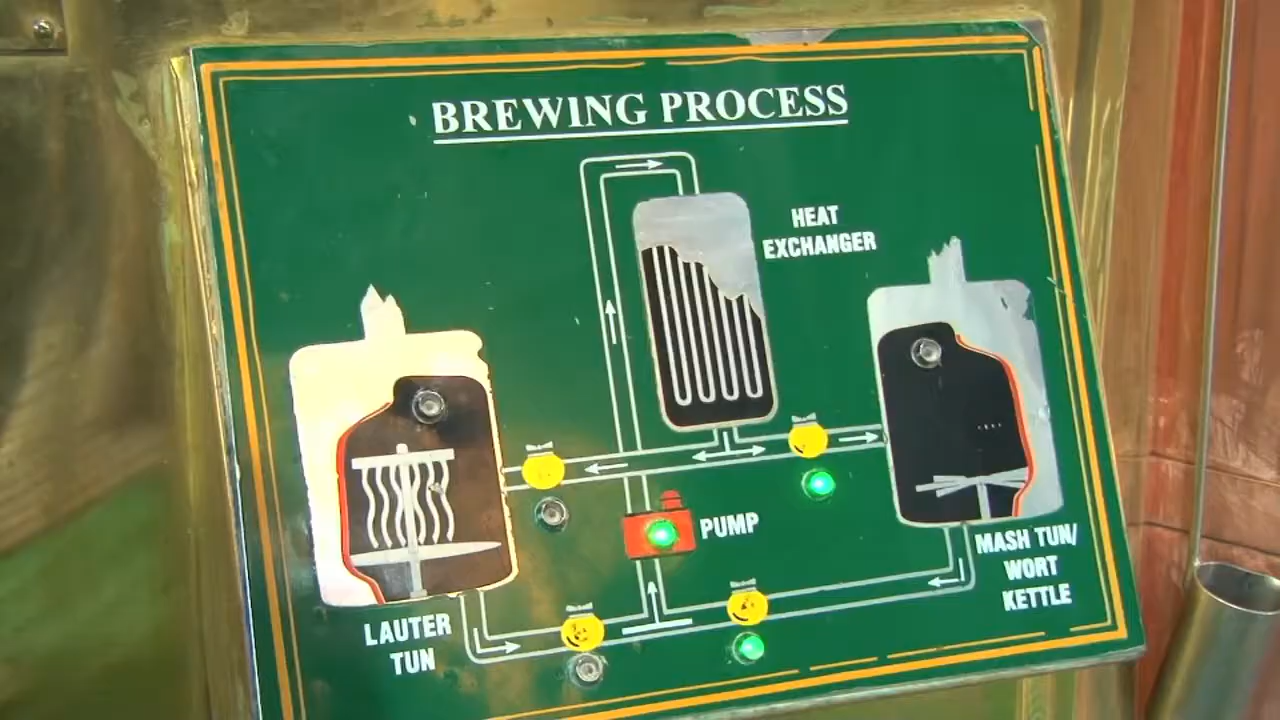 BREWING PROCESS
HEAT
EXCHANGER
PUMP
MASH TUN/
WORT
KETTLE
LAUTER
TUN